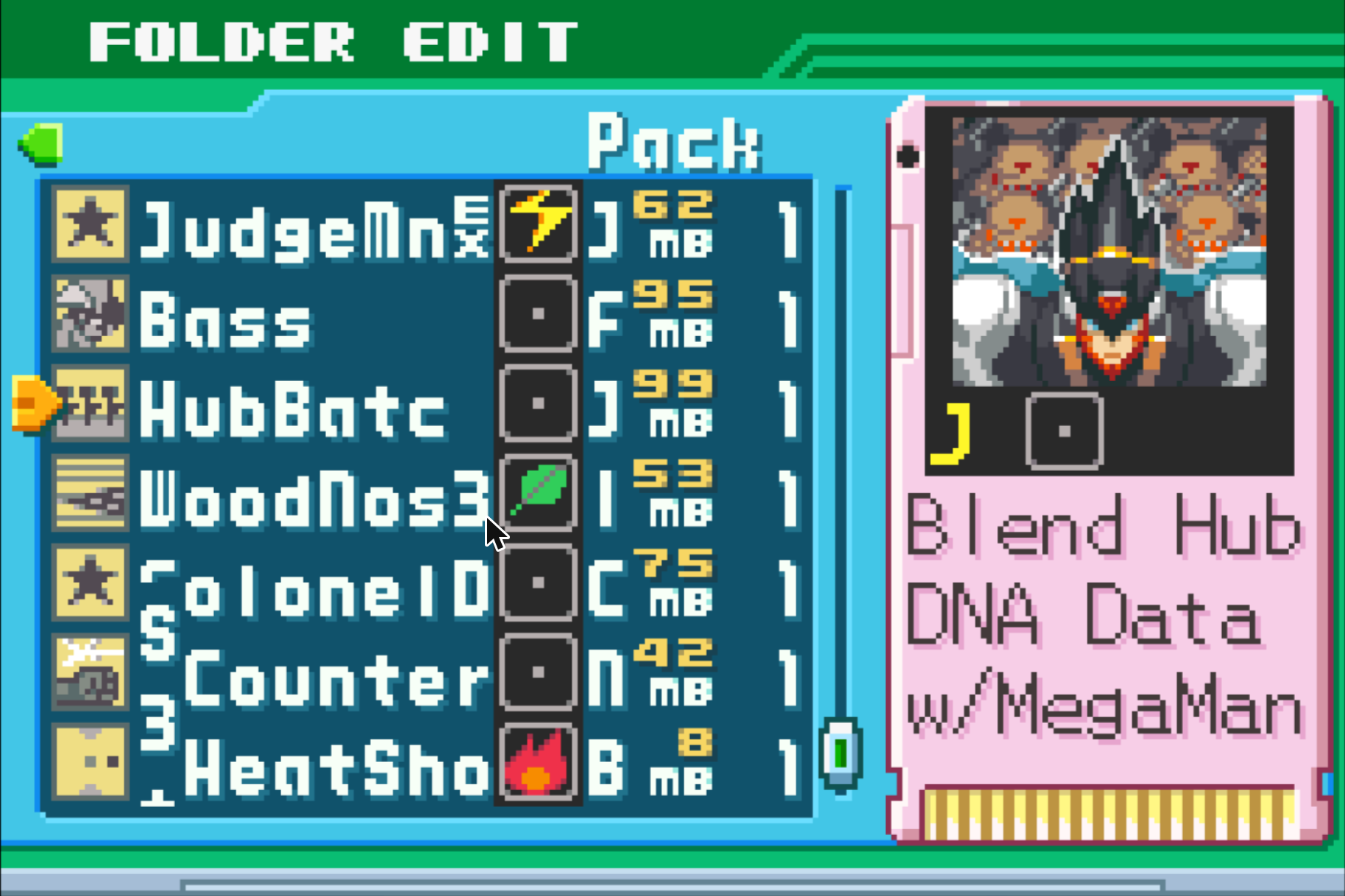 FOLDER EDIT
Pack
JudgeMnEX J 62 MB 1
Bass F 95 MB 1
HubBatc J 99 MB 1
WoodNos3 I 53 MB 1
ColonelD C 75 MB 1
SCounter N 42 MB 1
HeatSho B 8 MB 1
J
Blend Hub
DNA Data
w/MegaMan